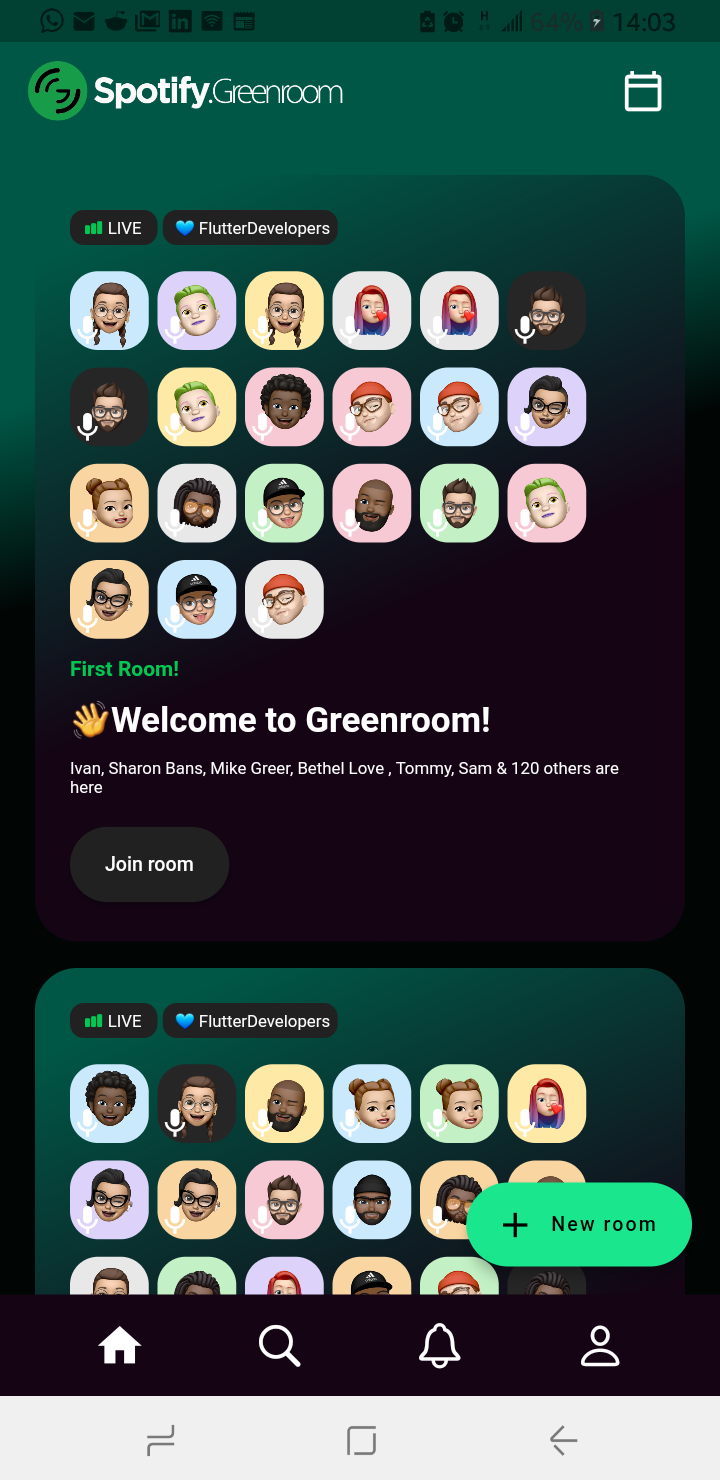 H 64% 14:03
Spotify.Greenroom
LIVE FlutterDevelopers
First Room!
👋Welcome to Greenroom!
Ivan, Sharon Bans, Mike Greer, Bethel Love , Tommy, Sam & 120 others are
here
Join room
LIVE FlutterDevelopers
New room